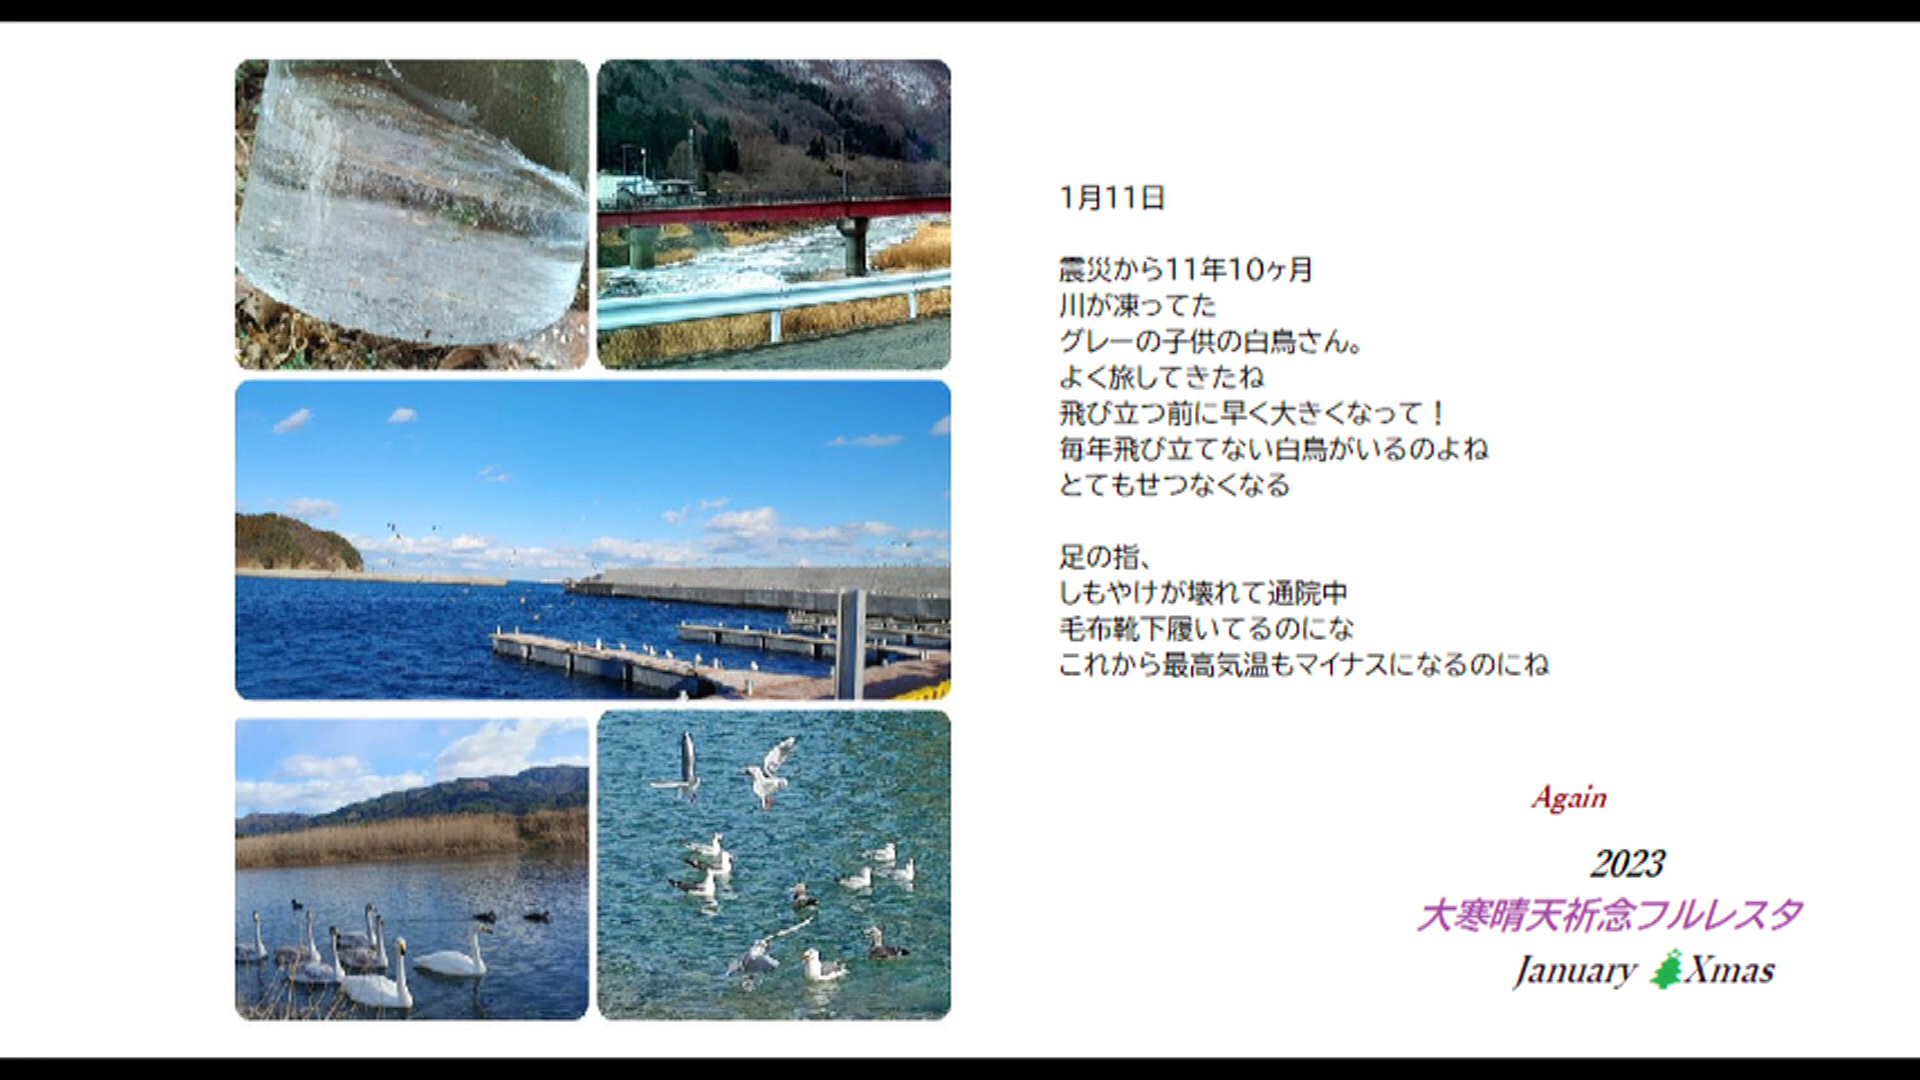 1月11日
震災から11年10ヶ月
川が凍ってた
グレーの子供の白鳥さん。
よく旅してきたね
飛び立つ前に早く大きくなって！
毎年飛び立てない白鳥がいるのよね
とてもせつなくなる
足の指、
しもやけが壊れて通院中
毛布靴下履いてるのにな
これから最高気温もマイナスになるのにね
Again
2023
大寒晴天祈念フルレスタ
January 🎄Xmas